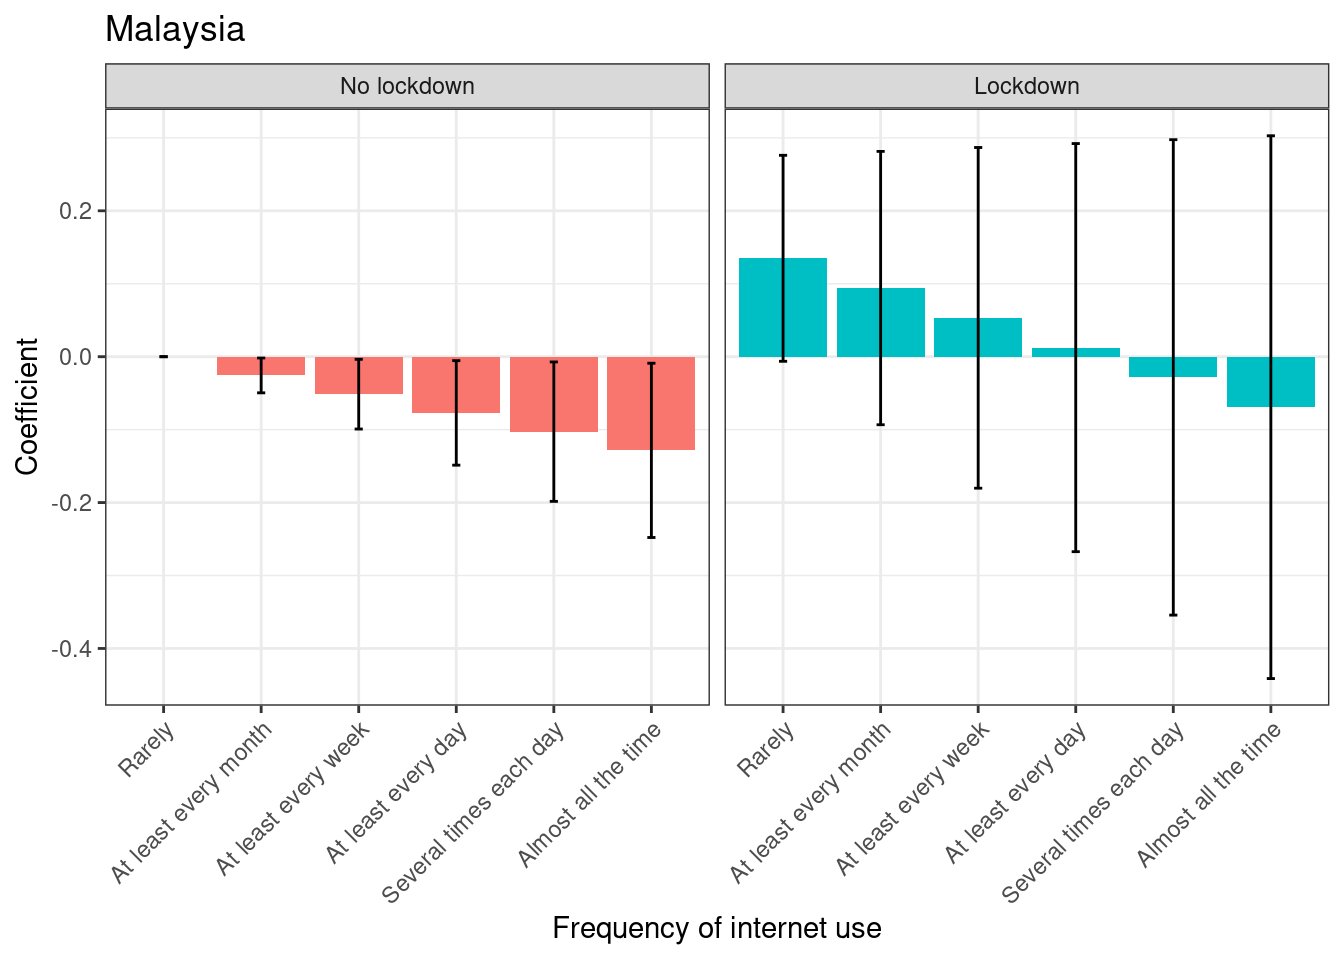 Malaysia
No lockdown
Lockdown
Coefficient
0.2
0.0
-0.2
-0.4
Rarely
At least every month
At least every week
At least every day
Several times each day
Almost all the time
Rarely
At least every month
At least every week
At least every day
Several times each day
Almost all the time
Frequency of internet use